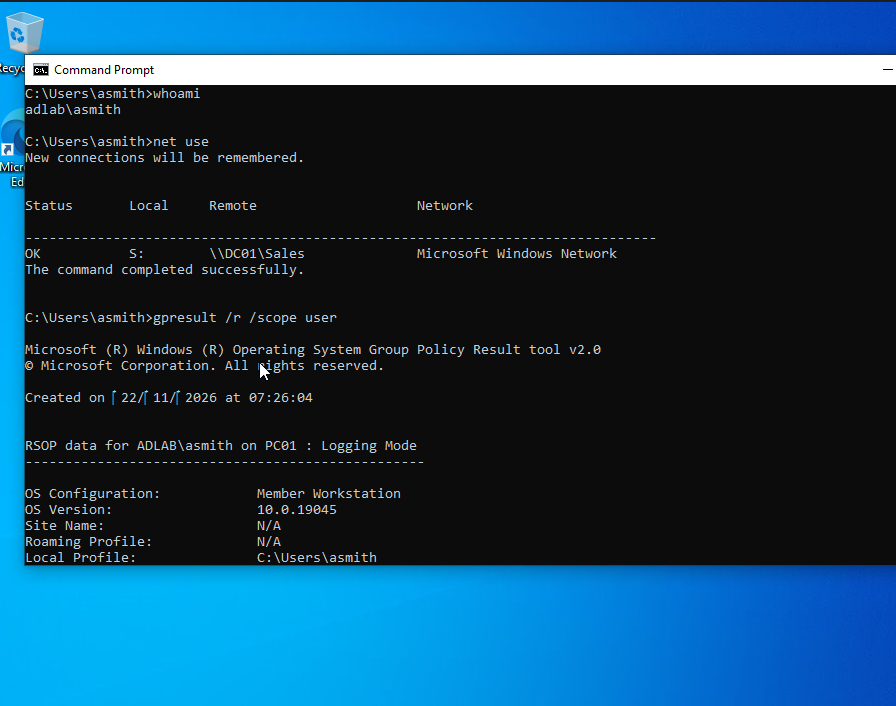 Command Prompt
C:\Users\asmith>whoami
adlab\asmith
C:\Users\asmith>net use
New connections will be remembered.
Status Local Remote Network
-------------------------------------------------------------------------------
OK S: \\DC01\Sales Microsoft Windows Network
The command completed successfully.
C:\Users\asmith>gpresult /r /scope user
Microsoft (R) Windows (R) Operating System Group Policy Result tool v2.0
© Microsoft Corporation. All rights reserved.
Created on 22/ 11/ 2026 at 07:26:04
RSOP data for ADLAB\asmith on PC01 : Logging Mode
--------------------------------------------------
OS Configuration: Member Workstation
OS Version: 10.0.19045
Site Name: N/A
Roaming Profile: N/A
Local Profile: C:\Users\asmith
Recyc
Micr
Ed